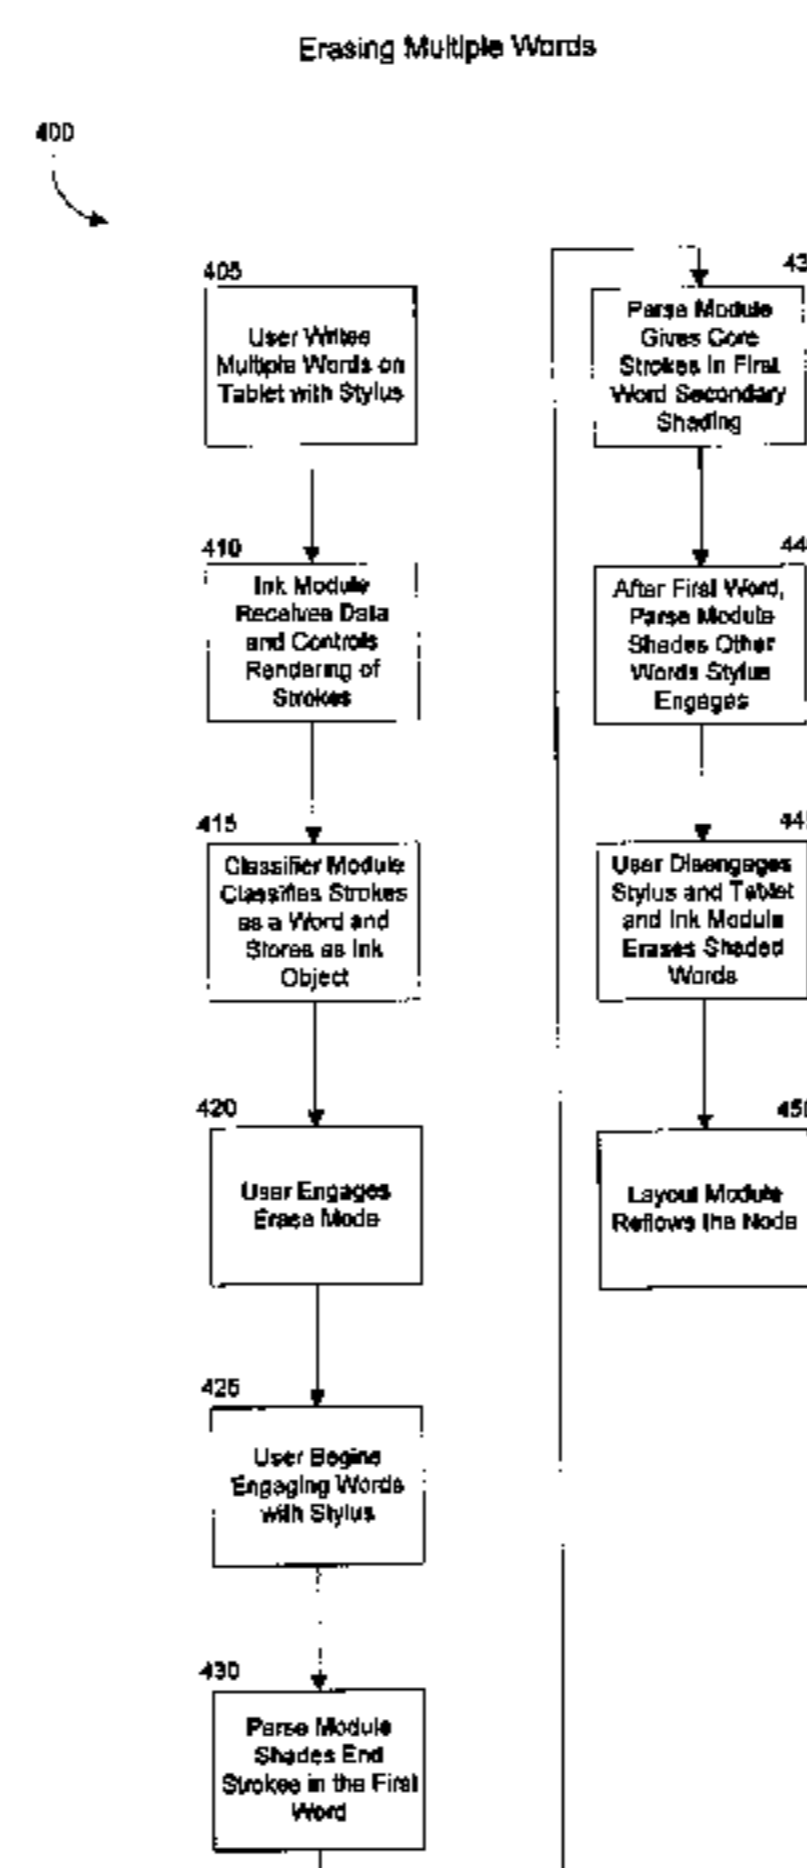 Erasing Multiple Words
400
405
User Writes
Multiple Words on
Tablet with Stylus
410
Ink Module
Receives Data
and Controls
Rendering of
Strokes
415
Classifier Module
Classifies Strokes
as a Word and
Stores as Ink
Object
420
User Engages
Erase Mode
425
User Begins
Engaging Words
with Stylus
430
Parse Module
Shades End
Strokes in the First
Word
43
Parse Module
Gives Core
Strokes in First
Word Secondary
Shading
44
After First Word,
Parse Module
Shades Other
Words Stylus
Engages
44
User Disengages
Stylus and Tablet
and Ink Module
Erases Shaded
Words
450
Layout Module
Reflows the Node